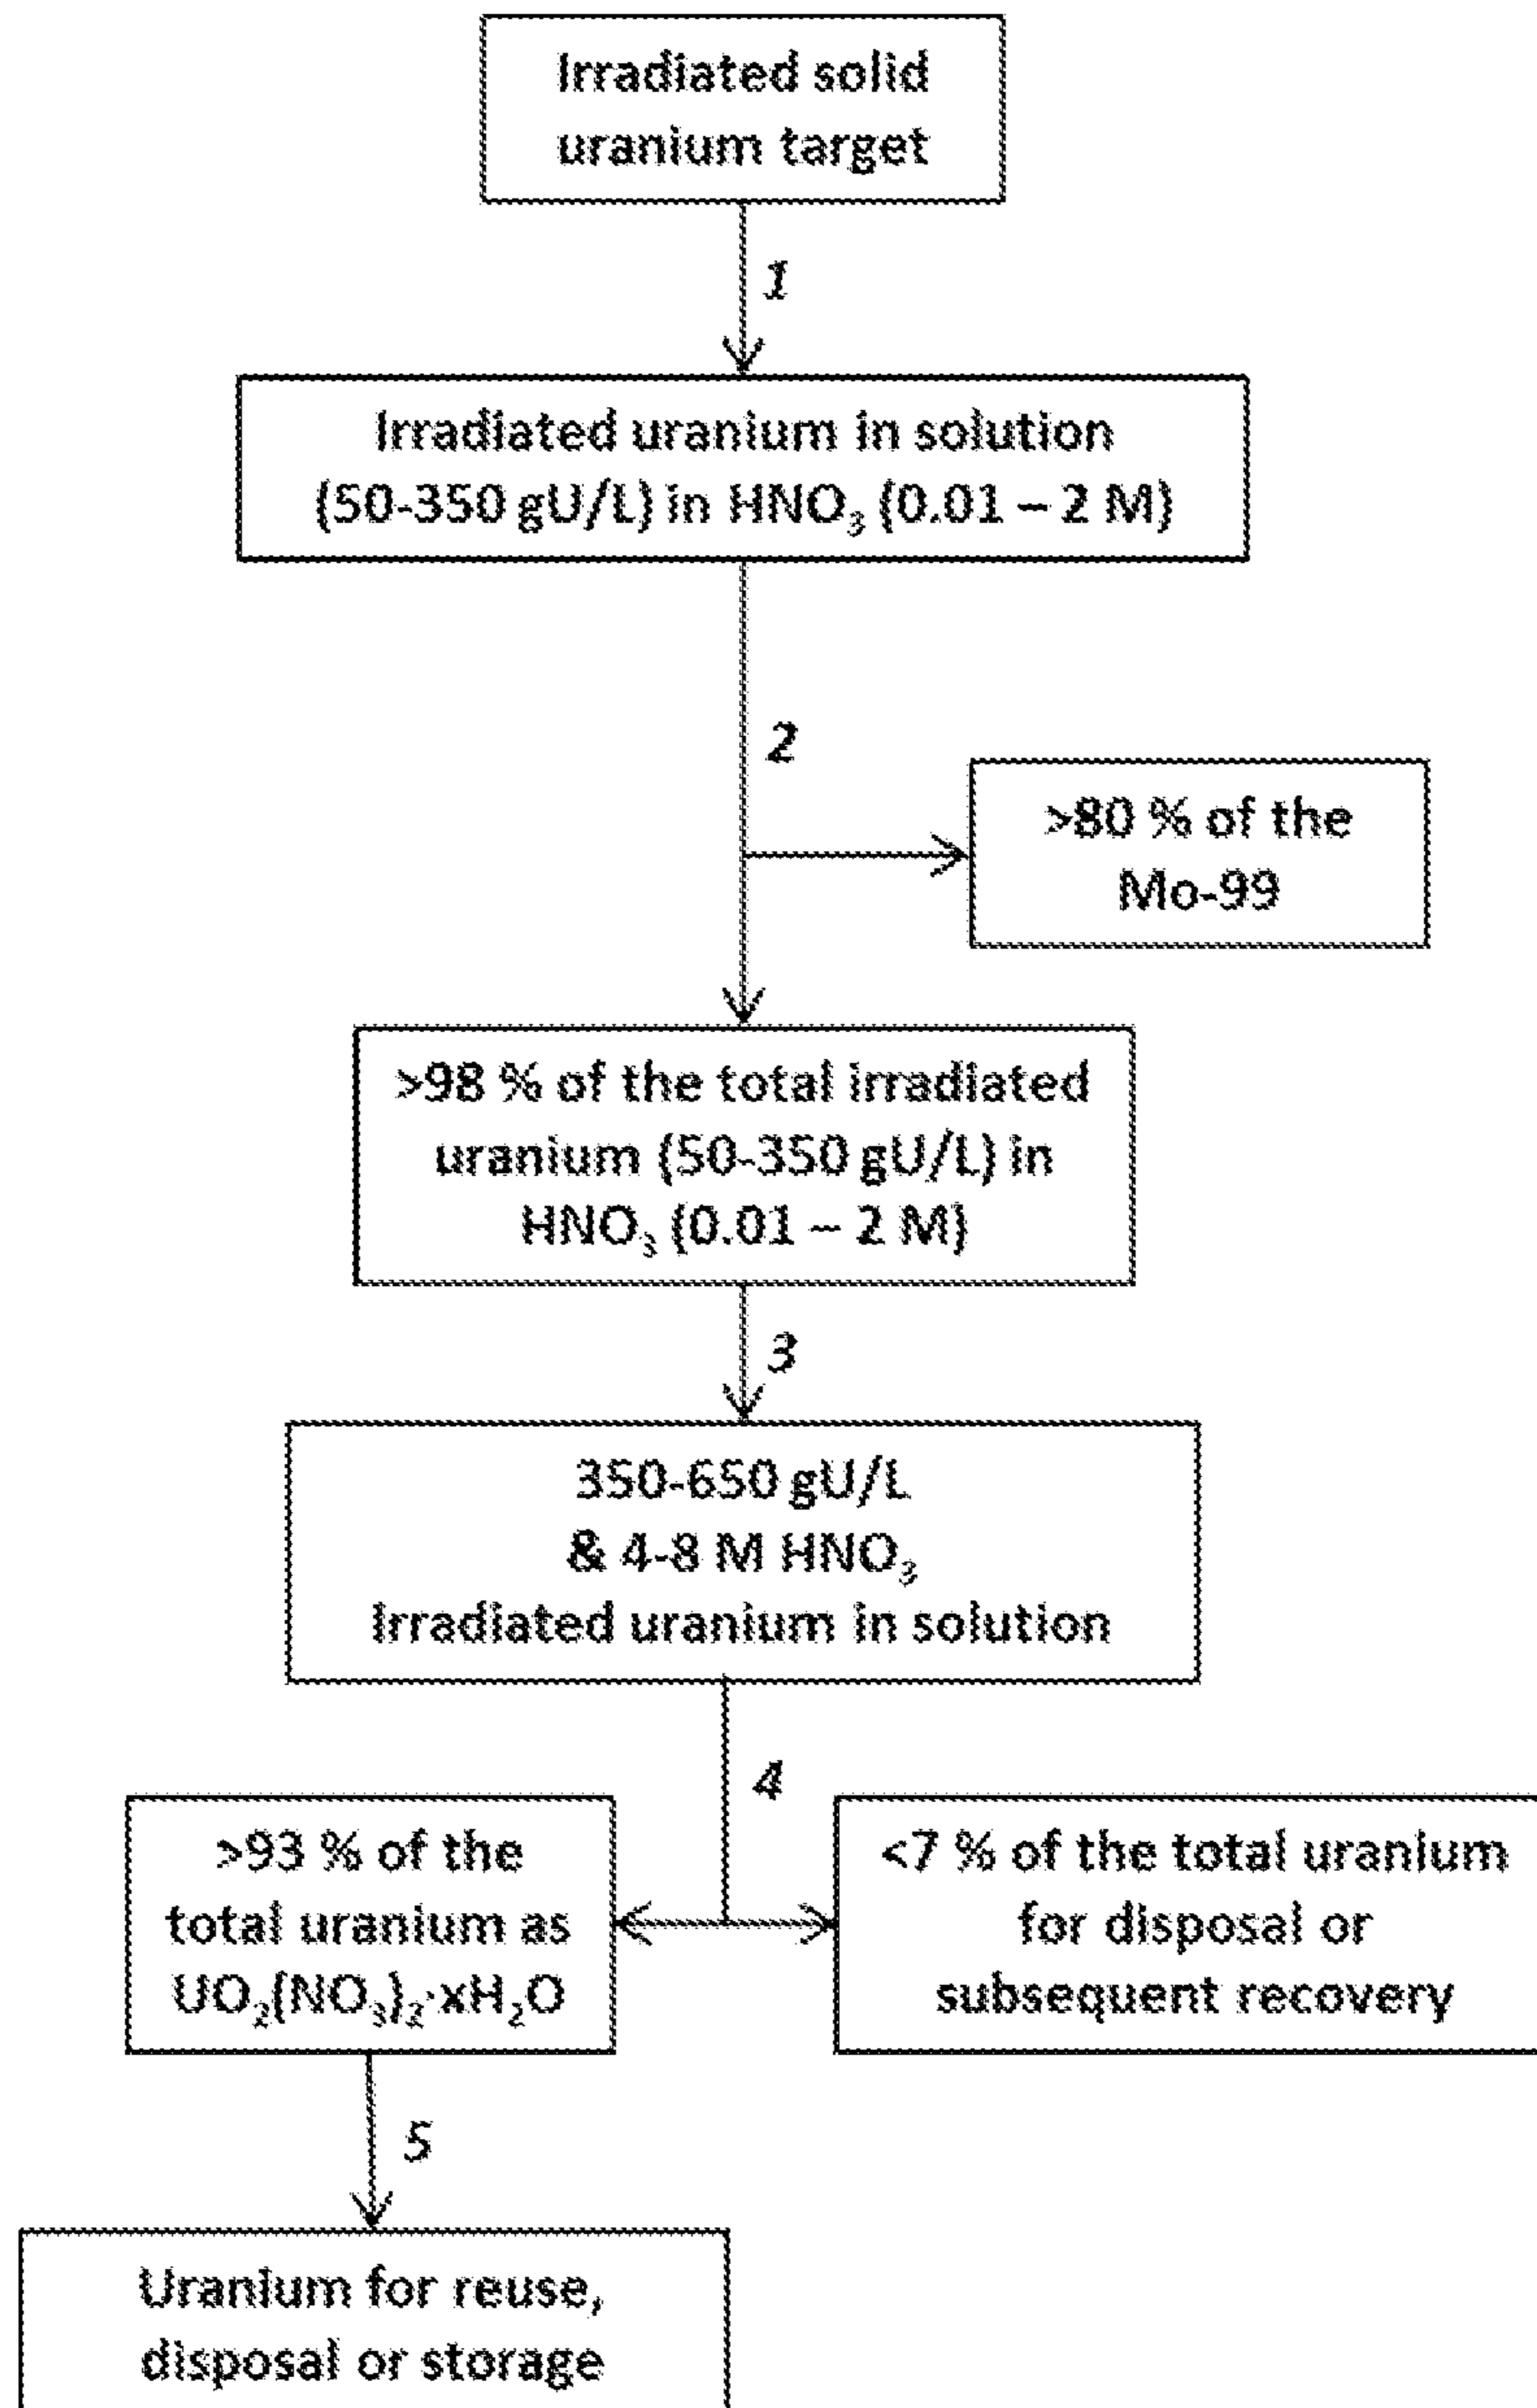 Irradiated solid
uranium target
1
Irradiated uranium in solution
(50-350 gU/L) in HNO₃ (0.01 – 2 M)
2
>80 % of the
Mo-99
>98 % of the total irradiated
uranium (50-350 gU/L) in
HNO₃ (0.01 – 2 M)
3
350-650 gU/L
& 4-8 M HNO₃
Irradiated uranium in solution
4
>93 % of the
total uranium as
UO₂(NO₃)₂·xH₂O
<7 % of the total uranium
for disposal or
subsequent recovery
5
Uranium for reuse,
disposal or storage